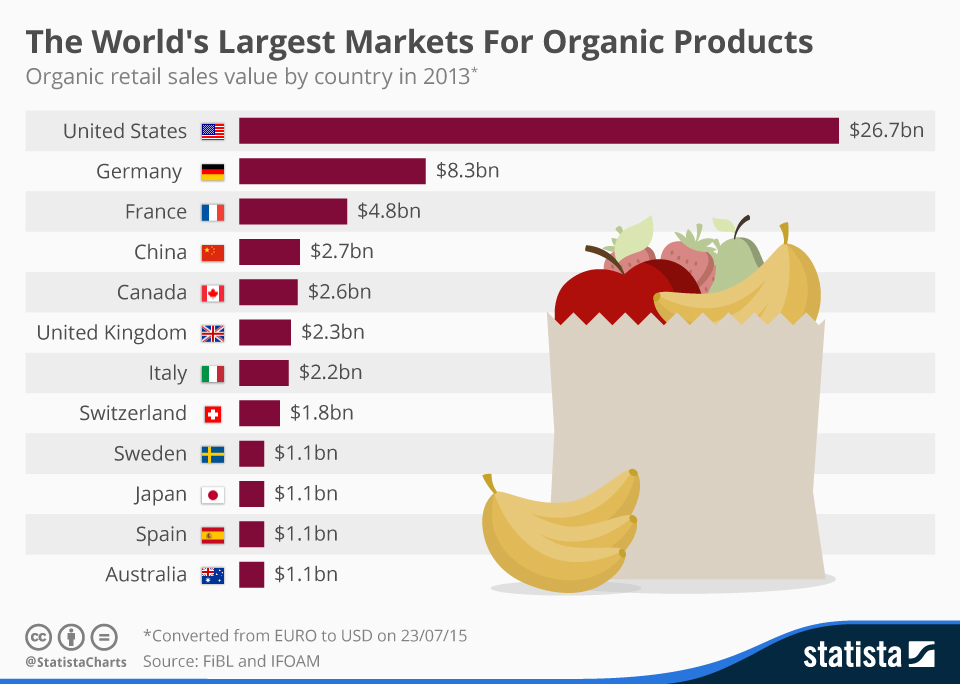 The World's Largest Markets For Organic Products
Organic retail sales value by country in 2013*
United States $26.7bn
Germany $8.3bn
France $4.8bn
China $2.7bn
Canada $2.6bn
United Kingdom $2.3bn
Italy $2.2bn
Switzerland $1.8bn
Sweden $1.1bn
Japan $1.1bn
Spain $1.1bn
Australia $1.1bn
cc =
*Converted from EURO to USD on 23/07/15
@StatistaCharts Source: FiBL and IFOAM
statista